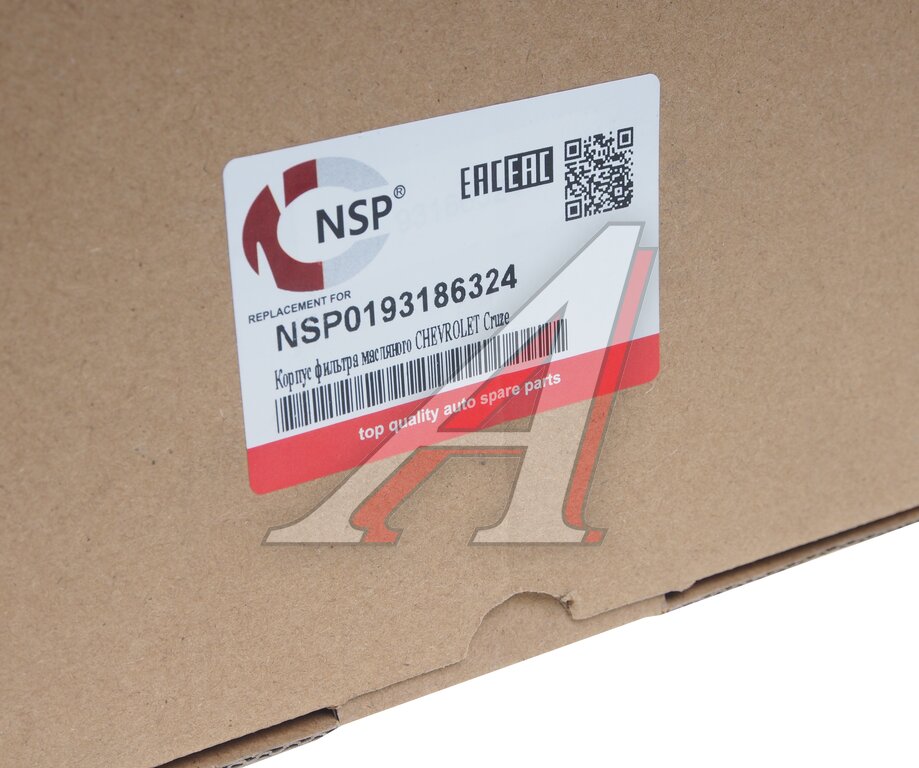 NSP®
EAC EAC
REPLACEMENT FOR
NSP0193186324
Корпус фильтра масляного CHEVROLET Cruze
top quality auto spare parts
A